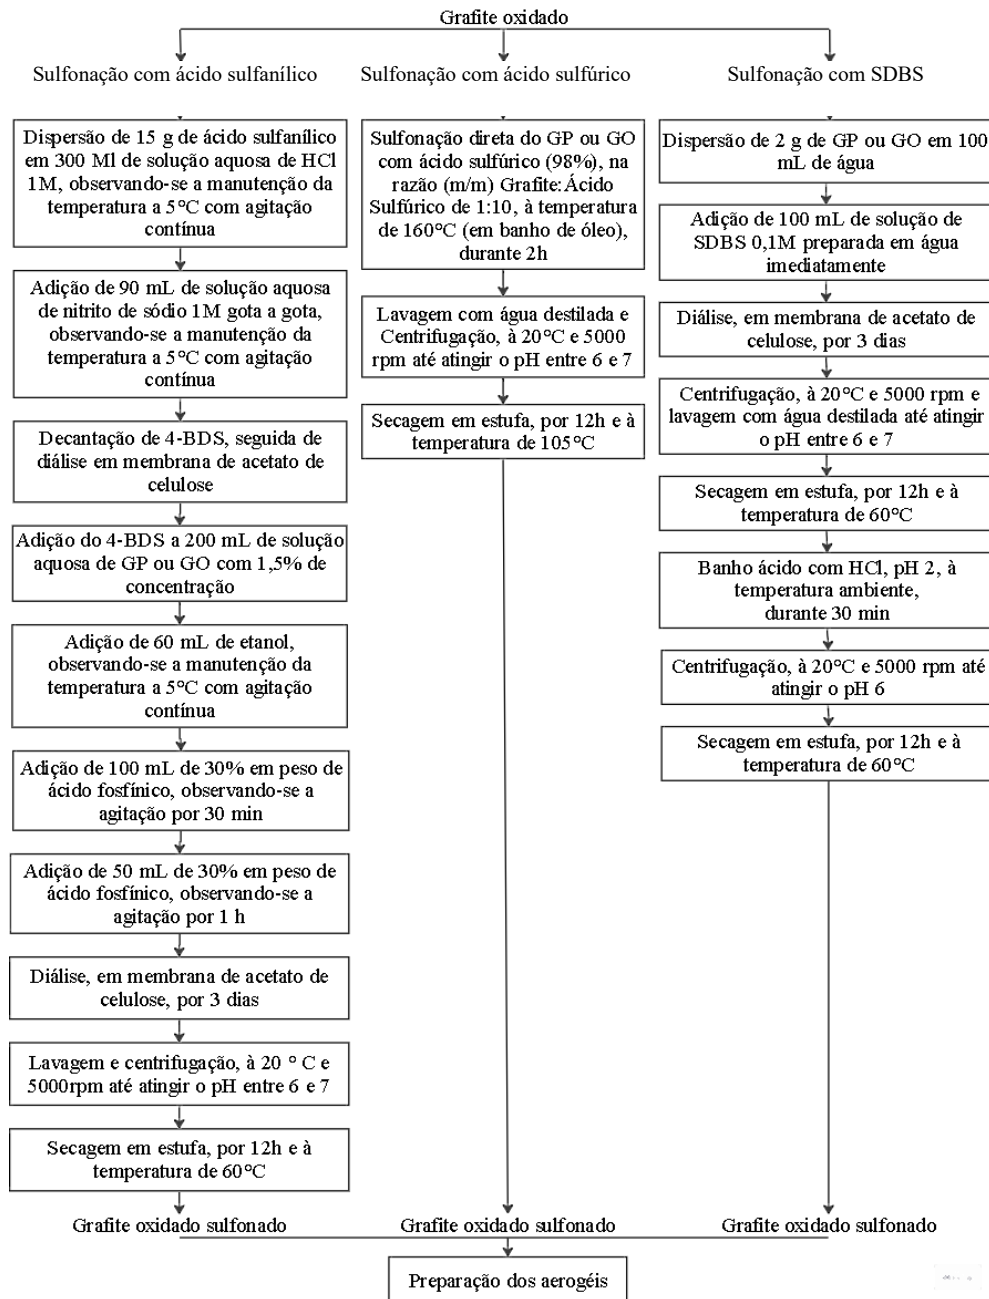 Grafite oxidado
Sulfonação com ácido sulfanílico
Dispersão de 15 g de ácido sulfanílico
em 300 Ml de solução aquosa de HCl
1M, observando-se a manutenção da
temperatura a 5°C com agitação
contínua
Adição de 90 mL de solução aquosa
de nitrito de sódio 1M gota a gota,
observando-se a manutenção da
temperatura a 5°C com agitação
contínua
Decantação de 4-BDS, seguida de
diálise em membrana de acetato de
celulose
Adição do 4-BDS a 200 mL de solução
aquosa de GP ou GO com 1,5% de
concentração
Adição de 60 mL de etanol,
observando-se a manutenção da
temperatura a 5°C com agitação
contínua
Adição de 100 mL de 30% em peso de
ácido fosfínico, observando-se a
agitação por 30 min
Adição de 50 mL de 30% em peso de
ácido fosfínico, observando-se a
agitação por 1 h
Diálise, em membrana de acetato de
celulose, por 3 dias
Lavagem e centrifugação, à 20 ° C e
5000rpm até atingir o pH entre 6 e 7
Secagem em estufa, por 12h e à
temperatura de 60°C
Grafite oxidado sulfonado
Sulfonação com ácido sulfúrico
Sulfonação direta do GP ou GO
com ácido sulfúrico (98%), na
razão (m/m) Grafite:Ácido
Sulfúrico de 1:10, à temperatura
de 160°C (em banho de óleo),
durante 2h
Lavagem com água destilada e
Centrifugação, à 20°C e 5000
rpm até atingir o pH entre 6 e 7
Secagem em estufa, por 12h e à
temperatura de 105°C
Grafite oxidado sulfonado
Sulfonação com SDBS
Dispersão de 2 g de GP ou GO em 100
mL de água
Adição de 100 mL de solução de
SDBS 0,1M preparada em água
imediatamente
Diálise, em membrana de acetato de
celulose, por 3 dias
Centrifugação, à 20°C e 5000 rpm e
lavagem com água destilada até atingir
o pH entre 6 e 7
Secagem em estufa, por 12h e à
temperatura de 60°C
Banho ácido com HCl, pH 2, à
temperatura ambiente,
durante 30 min
Centrifugação, à 20°C e 5000 rpm até
atingir o pH 6
Secagem em estufa, por 12h e à
temperatura de 60°C
Grafite oxidado sulfonado
Preparação dos aerogéis